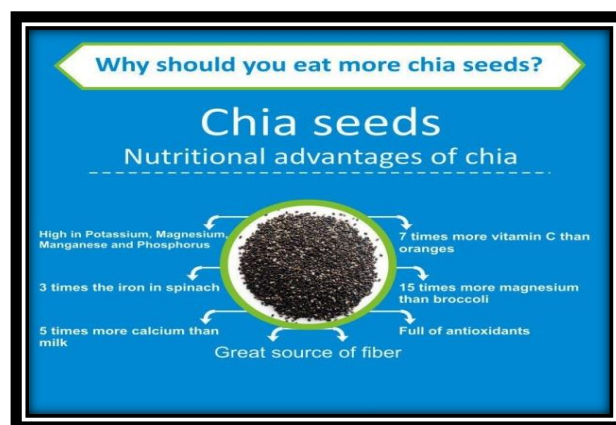 Why should you eat more chia seeds?
Chia seeds
Nutritional advantages of chia
High in Potassium, Magnesium,
Manganese and Phosphorus
3 times the iron in spinach
5 times more calcium than
milk
7 times more vitamin C than
oranges
15 times more magnesium
than broccoli
Full of antioxidants
Great source of fiber